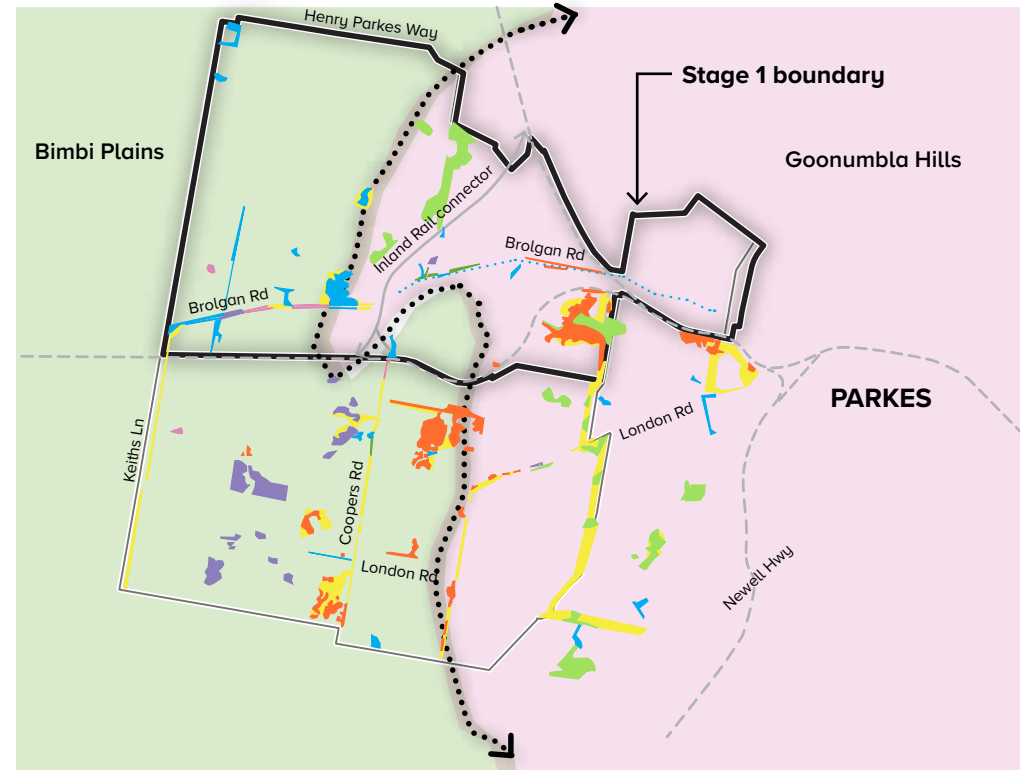 Henry Parkes Way
Stage 1 boundary
Bimbi Plains
Goonumbla Hills
Inland Rail connector
Brolgan Rd
Brolgan Rd
PARKES
London Rd
Keiths Ln
Coopers Rd
London Rd
Newell Hwy